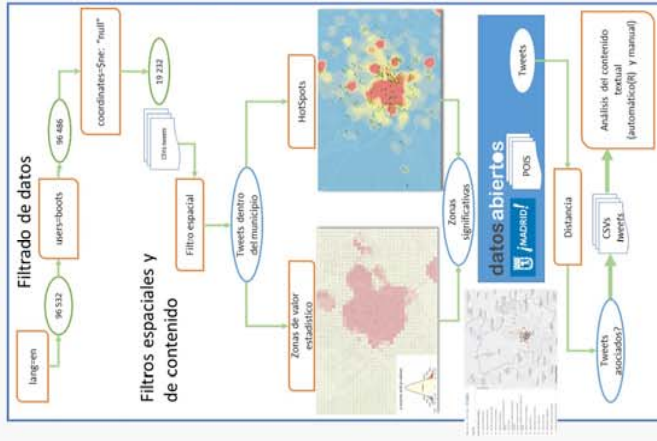 Filtrado de datos
lang=en
96 532
users=boots
96 486
coordinates=$ne: "null"
19 232
Filtros espaciales y
de contenido
CSVs tweets
Filtro espacial
Tweets dentro
del municipio
Zonas de valor
estadístico
HotSpots
Zonas
significativas
datos abiertos
¡MADRID!
POIS
Tweets
Distancia
Tweets
asociados?
CSVs
tweets
Análisis del contenido
textual
(automático(R) y manual)